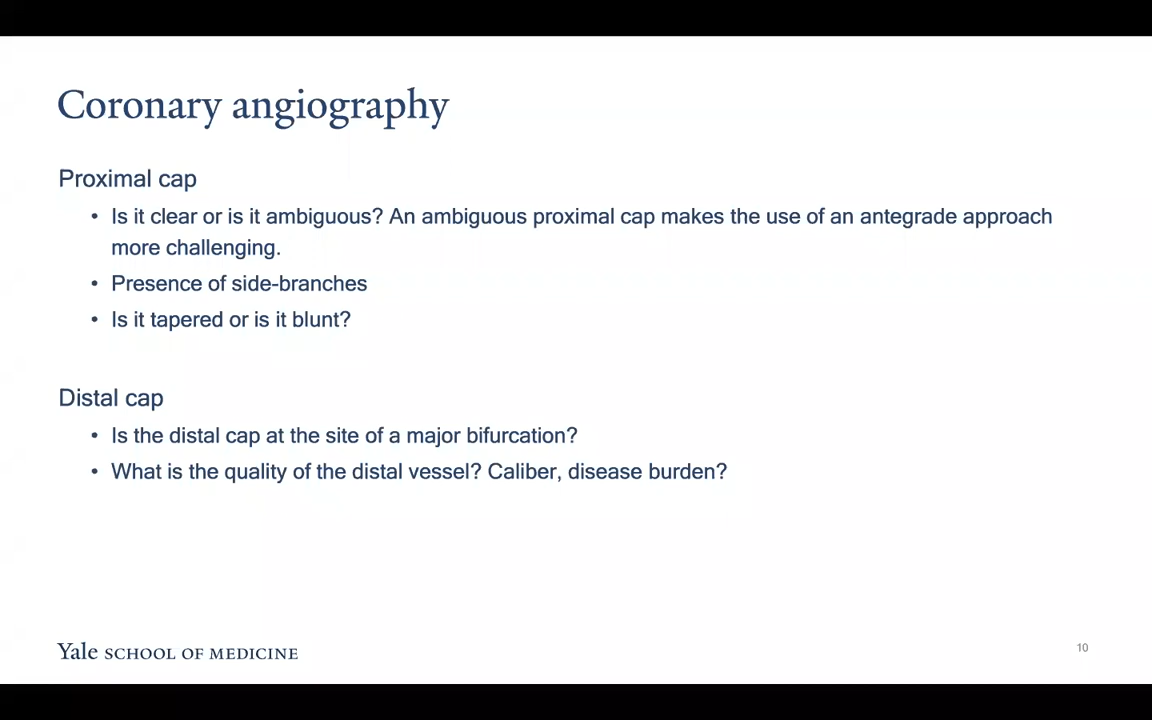 Coronary angiography
Proximal cap
• Is it clear or is it ambiguous? An ambiguous proximal cap makes the use of an antegrade approach
more challenging.
• Presence of side-branches
• Is it tapered or is it blunt?
Distal cap
• Is the distal cap at the site of a major bifurcation?
• What is the quality of the distal vessel? Caliber, disease burden?
Yale SCHOOL OF MEDICINE
10